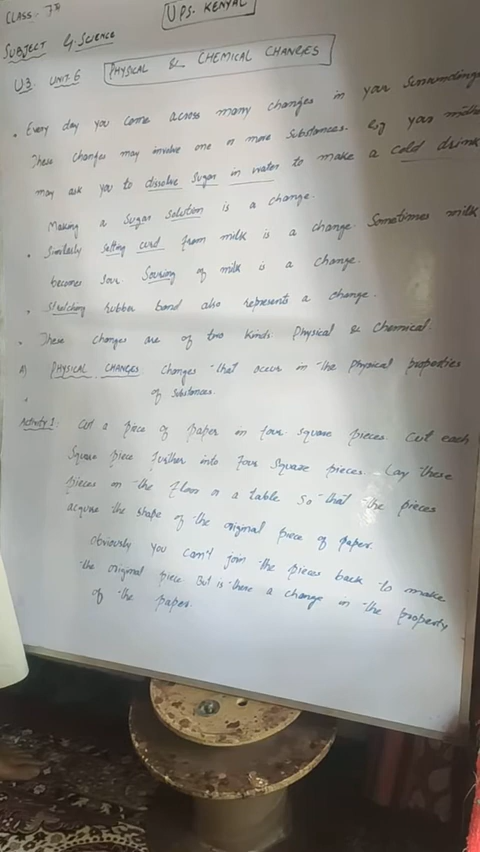 CLASS - 7th
UPS. KENYAL
SUBJECT G. Science
U3. UNIT. 6 PHYSICAL & CHEMICAL CHANGES
• Every day you come across many changes in your surroundings
These changes may involve one or more substances. Eg your mothe
may ask you to dissolve sugar in water to make a cold drink
Making a sugar solution is a change.
• Similarly setting curd from milk is a change. Sometimes milk
becomes sour. Souring of milk is a change.
• Stretching rubber band also represents a change.
• These changes are of two kinds. Physical & Chemical.
A) PHYSICAL CHANGES: Changes that occur in the physical properties
of substances.
Activity 1: Cut a piece of paper in four square pieces. Cut each
square piece further into four square pieces. Lay these
pieces on the floor or a table so that the pieces
acquire the shape of the original piece of paper.
Obviously you can't join the pieces back to make
the original piece But is there a change in the property
of the paper.